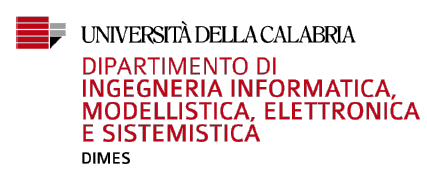 UNIVERSITÀ DELLA CALABRIA
DIPARTIMENTO DI
INGEGNERIA INFORMATICA,
MODELLISTICA, ELETTRONICA
E SISTEMISTICA
DIMES